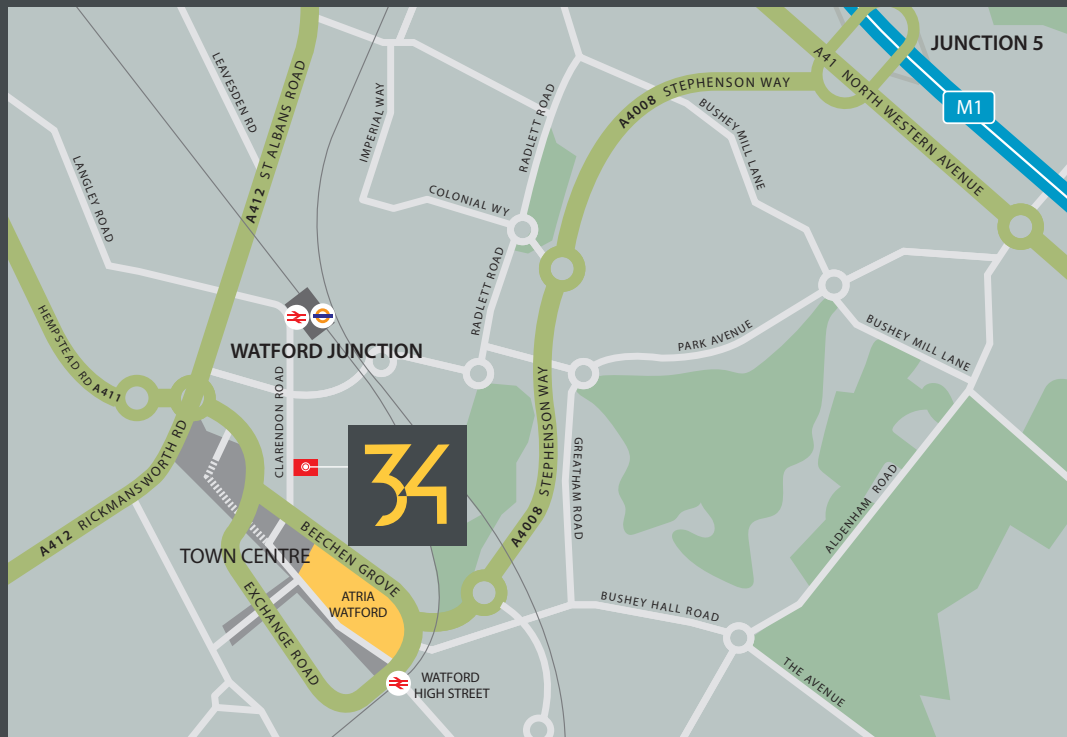 JUNCTION 5
M1
A41 NORTH WESTERN AVENUE
A4008 STEPHENSON WAY
BUSHEY MILL LANE
LEAVESDEN RD
A412 ST ALBANS ROAD
IMPERIAL WAY
RADLETT ROAD
LANGLEY ROAD
COLONIAL WY
RADLETT ROAD
HEMPSTEAD RD A411
WATFORD JUNCTION
PARK AVENUE
BUSHEY MILL LANE
CLARENDON ROAD
34
A4008 STEPHENSON WAY
GREATHAM ROAD
ALDENHAM ROAD
A412 RICKMANSWORTH RD
TOWN CENTRE
BEECHEN GROVE
EXCHANGE ROAD
ATRIA
WATFORD
BUSHEY HALL ROAD
THE AVENUE
WATFORD
HIGH STREET